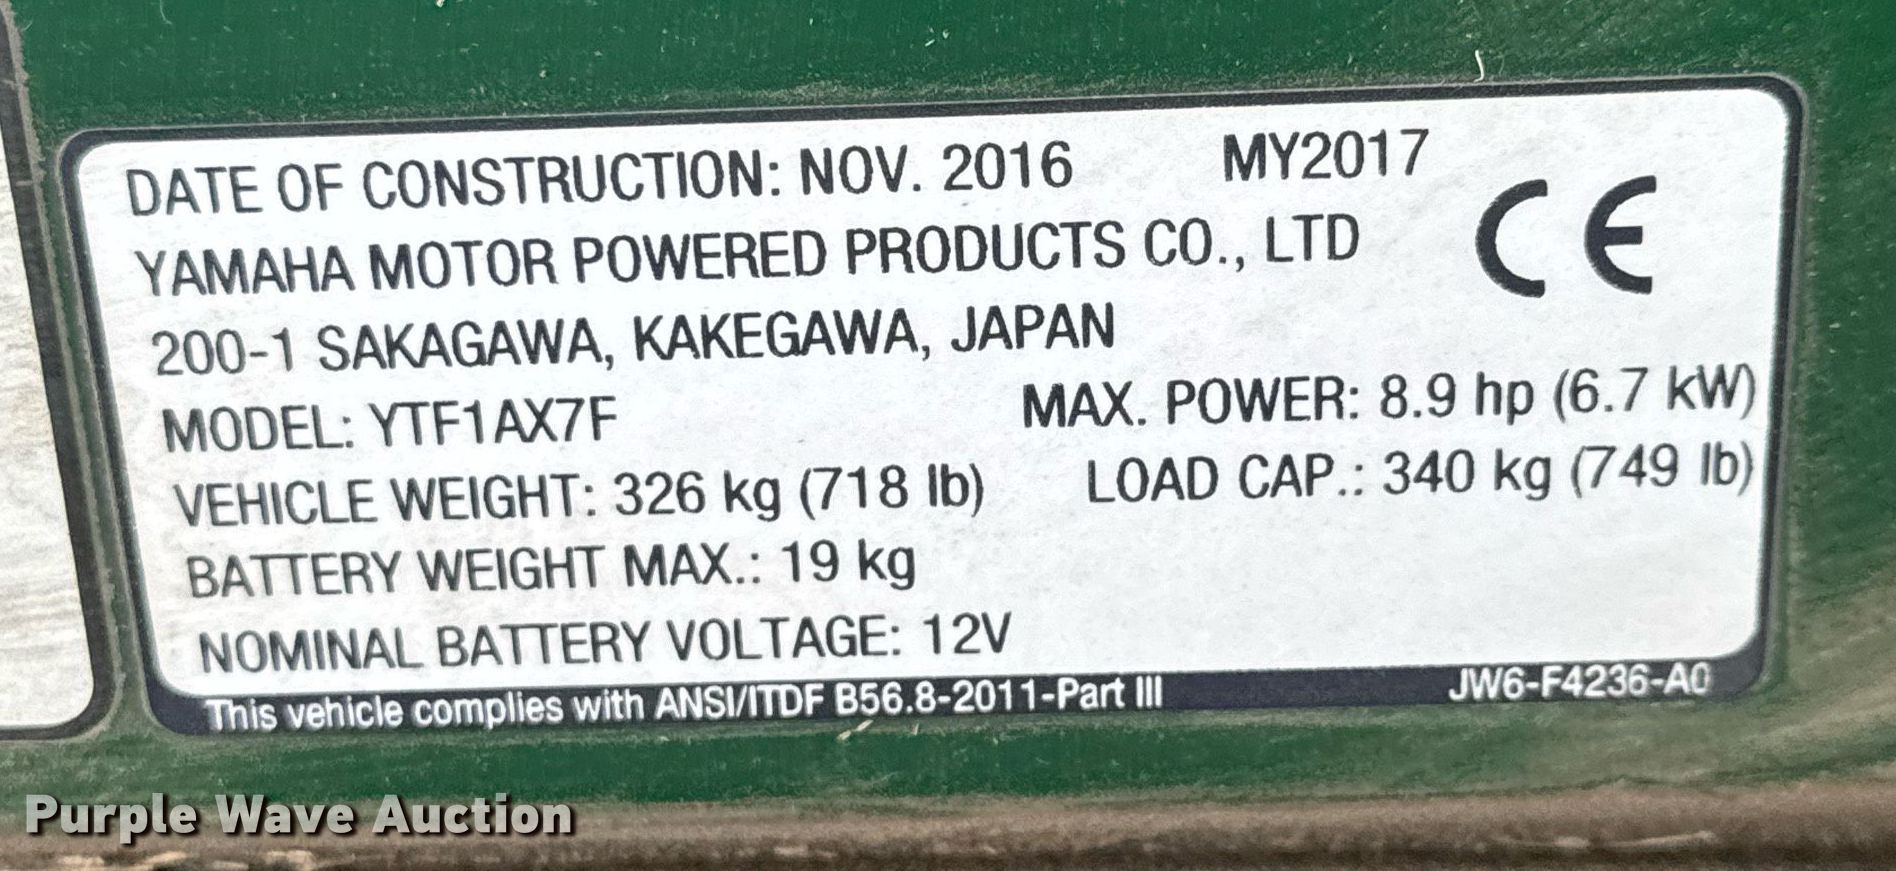 DATE OF CONSTRUCTION: NOV. 2016 MY2017
YAMAHA MOTOR POWERED PRODUCTS CO., LTD CE
200-1 SAKAGAWA, KAKEGAWA, JAPAN
MODEL: YTF1AX7F MAX. POWER: 8.9 hp (6.7 kW)
VEHICLE WEIGHT: 326 kg (718 lb) LOAD CAP.: 340 kg (749 lb)
BATTERY WEIGHT MAX.: 19 kg
NOMINAL BATTERY VOLTAGE: 12V
This vehicle complies with ANSI/ITDF B56.8-2011-Part III JW6-F4236-A0
Purple Wave Auction